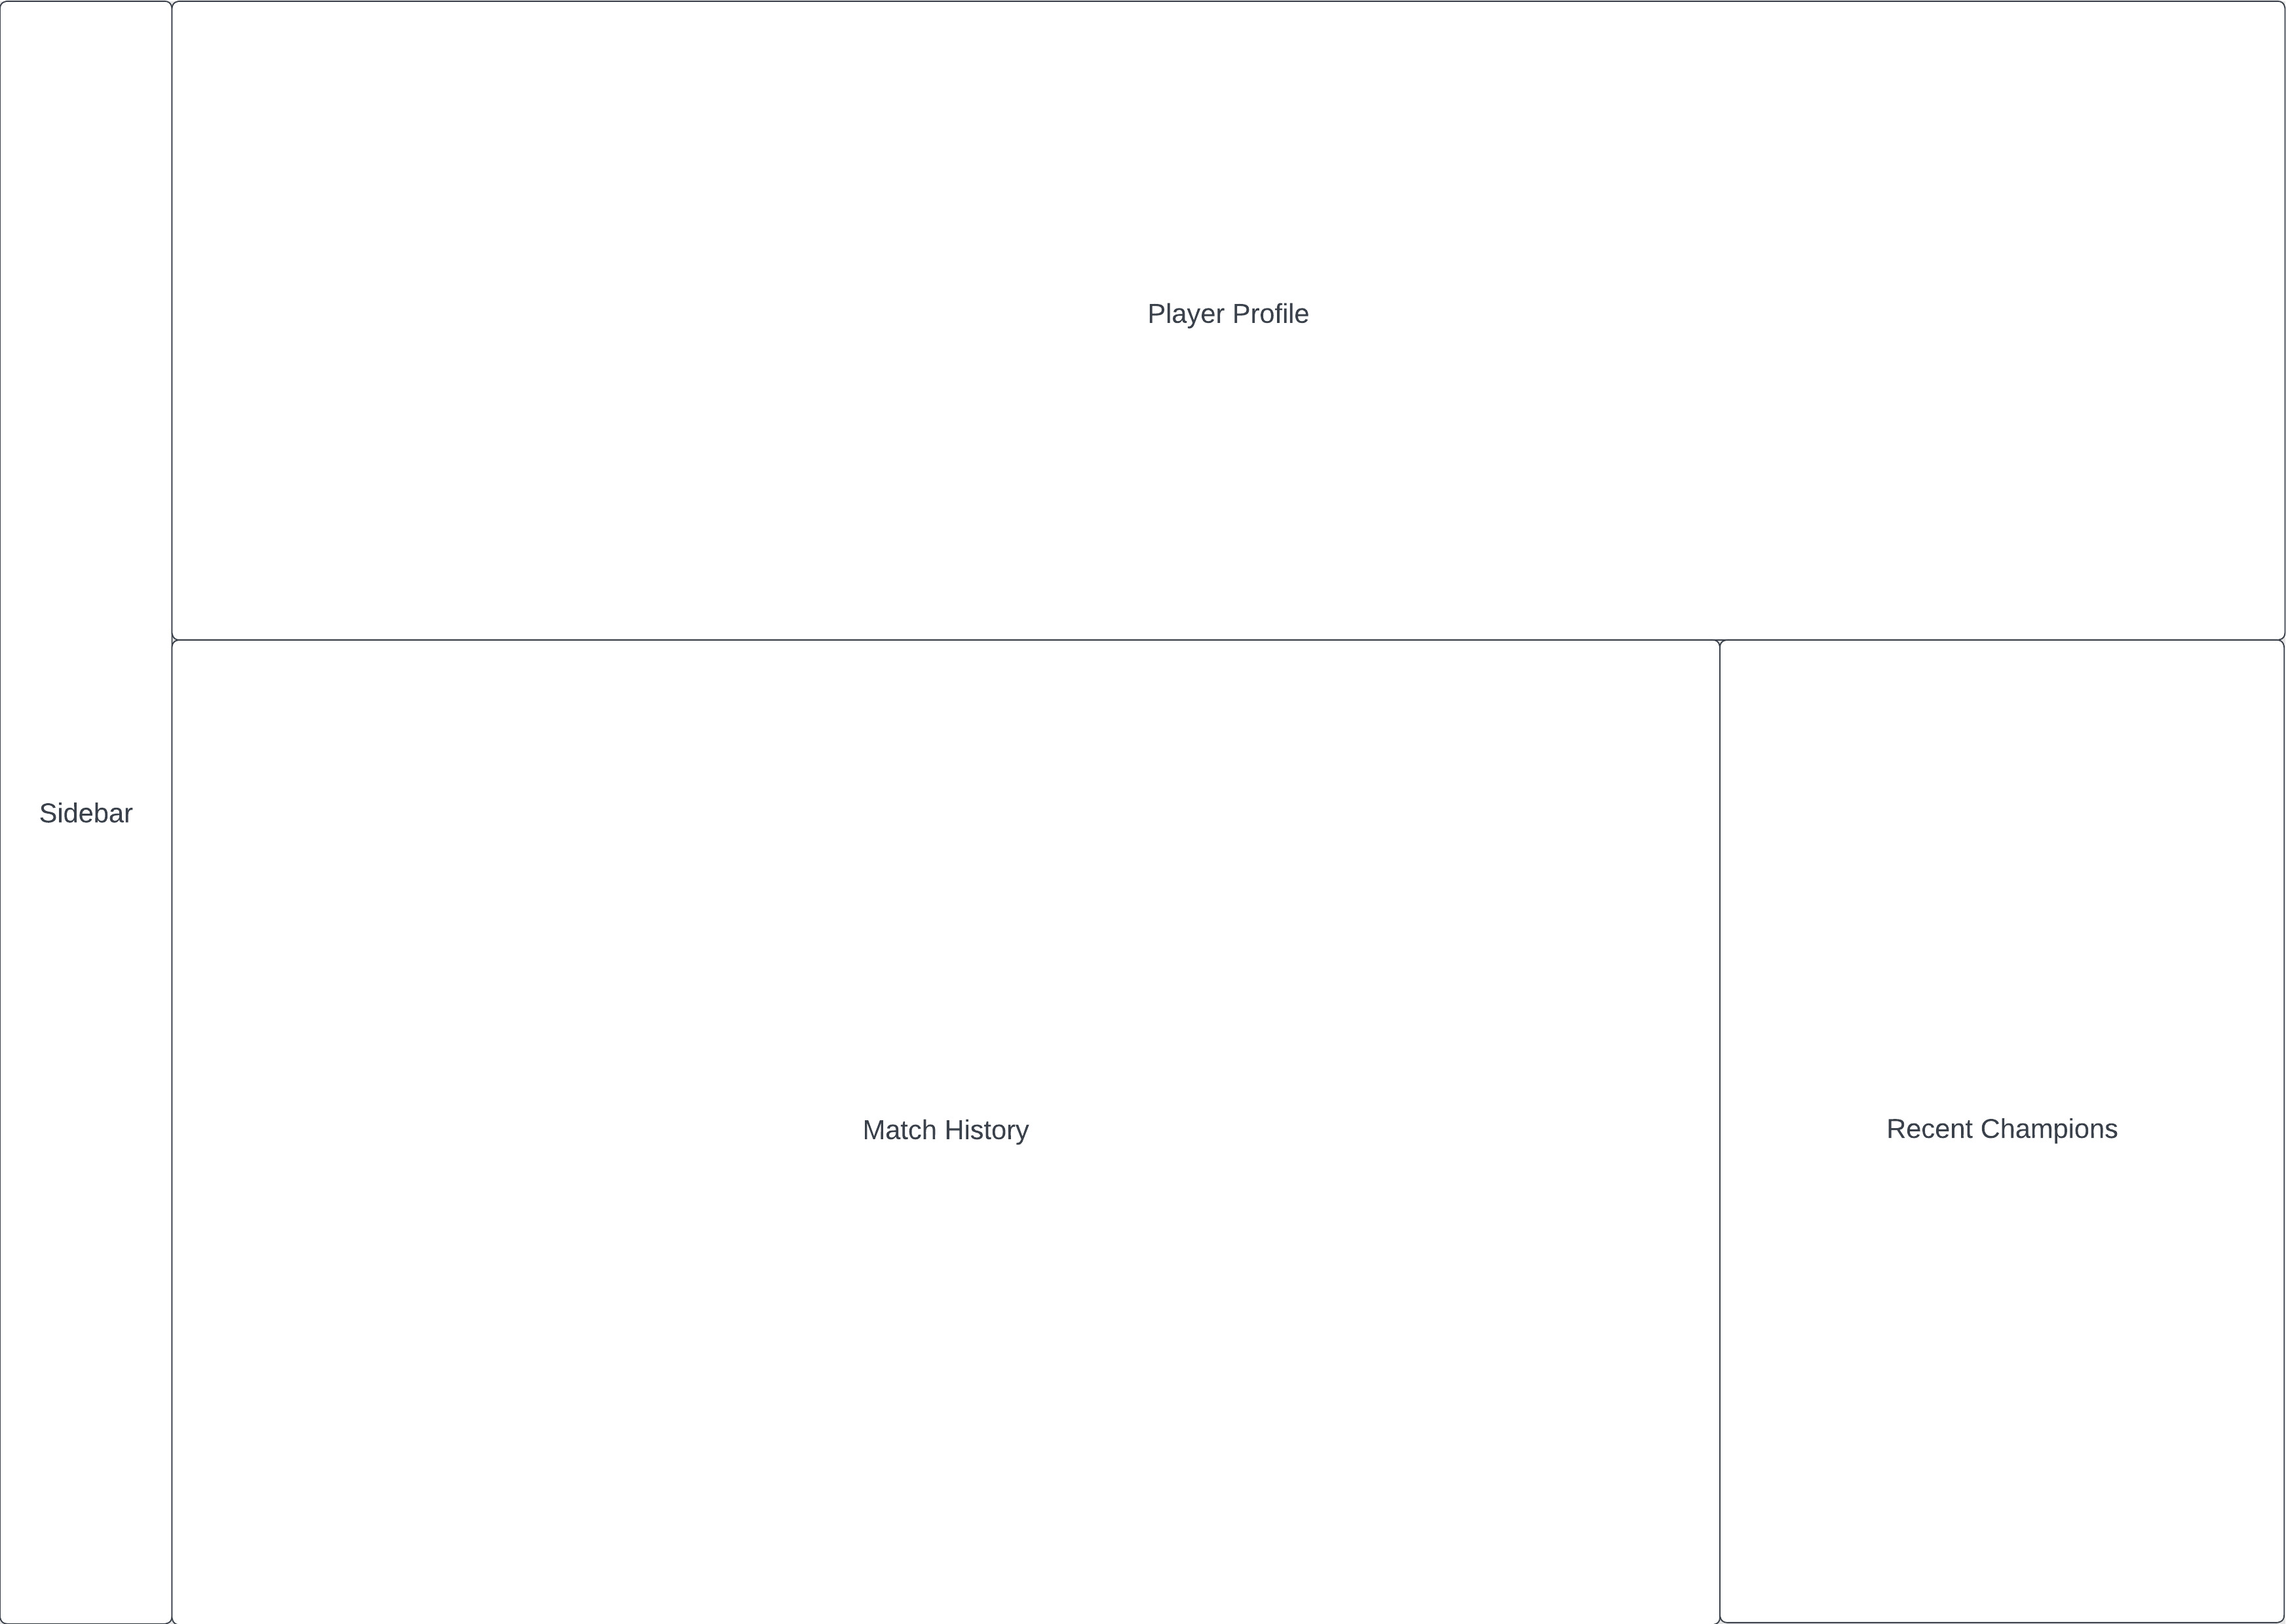 Player Profile
Sidebar
Match History
Recent Champions